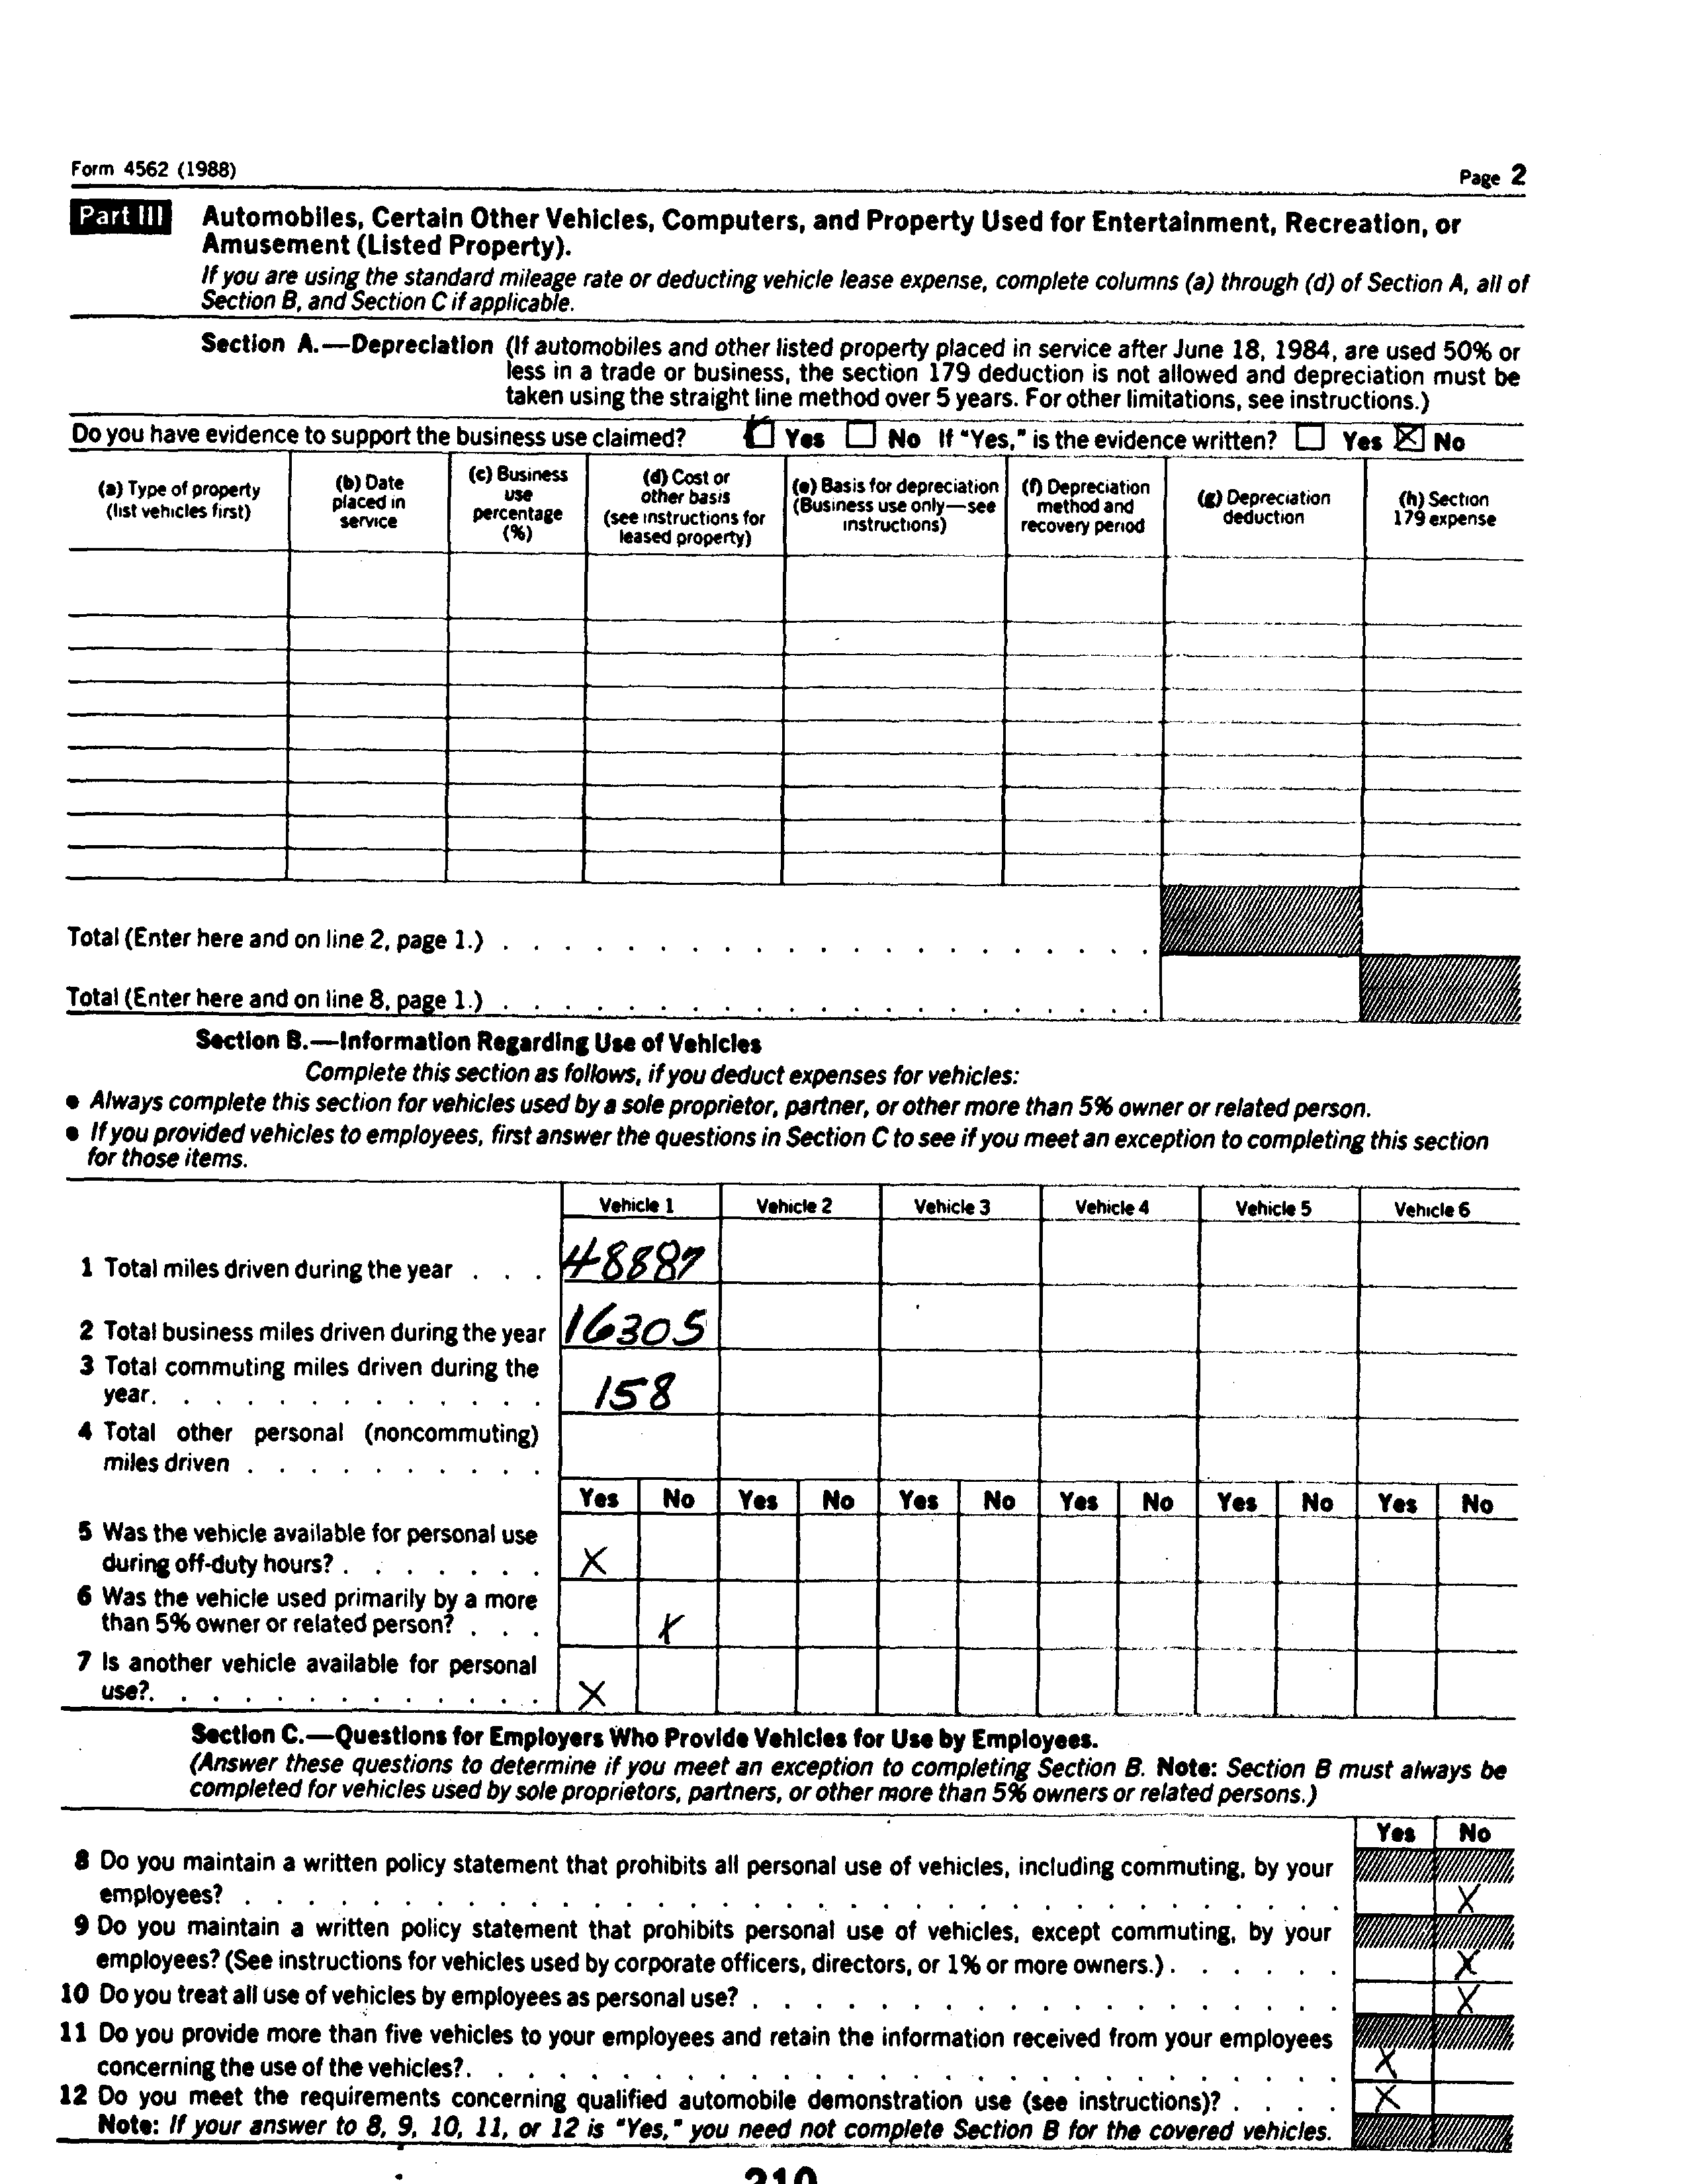 Form 4562 (1988)
Page 2
Part III Automobiles, Certain Other Vehicles, Computers, and Property Used for Entertainment, Recreation, or
Amusement (Listed Property).
If you are using the standard mileage rate or deducting vehicle lease expense, complete columns (a) through (d) of Section A, all of
Section B, and Section C if applicable.
Section A.—Depreciation (If automobiles and other listed property placed in service after June 18, 1984, are used 50% or
less in a trade or business, the section 179 deduction is not allowed and depreciation must be
taken using the straight line method over 5 years. For other limitations, see instructions.)
Do you have evidence to support the business use claimed? Yes No If "Yes," is the evidence written? Yes X No
(a) Type of property
(list vehicles first)
(b) Date
placed in
service
(c) Business
use
percentage
(%)
(d) Cost or
other basis
(see instructions for
leased property)
(e) Basis for depreciation
(Business use only—see
instructions)
(f) Depreciation
method and
recovery period
(g) Depreciation
deduction
(h) Section
179 expense
Total (Enter here and on line 2, page 1.)
Total (Enter here and on line 8, page 1.)
Section B.—Information Regarding Use of Vehicles
Complete this section as follows, if you deduct expenses for vehicles:
● Always complete this section for vehicles used by a sole proprietor, partner, or other more than 5% owner or related person.
● If you provided vehicles to employees, first answer the questions in Section C to see if you meet an exception to completing this section
for those items.
Vehicle 1 Vehicle 2 Vehicle 3 Vehicle 4 Vehicle 5 Vehicle 6
1 Total miles driven during the year . . . 48887
2 Total business miles driven during the year 16305
3 Total commuting miles driven during the
year. 158
4 Total other personal (noncommuting)
miles driven
Yes No Yes No Yes No Yes No Yes No Yes No
5 Was the vehicle available for personal use
during off-duty hours? X
6 Was the vehicle used primarily by a more
than 5% owner or related person? . . . X
7 Is another vehicle available for personal
use?. X
Section C.—Questions for Employers Who Provide Vehicles for Use by Employees.
(Answer these questions to determine if you meet an exception to completing Section B. Note: Section B must always be
completed for vehicles used by sole proprietors, partners, or other more than 5% owners or related persons.)
Yes No
8 Do you maintain a written policy statement that prohibits all personal use of vehicles, including commuting, by your
employees? X
9 Do you maintain a written policy statement that prohibits personal use of vehicles, except commuting, by your
employees? (See instructions for vehicles used by corporate officers, directors, or 1% or more owners.) X
10 Do you treat all use of vehicles by employees as personal use? X
11 Do you provide more than five vehicles to your employees and retain the information received from your employees
concerning the use of the vehicles?. X
12 Do you meet the requirements concerning qualified automobile demonstration use (see instructions)? X
Note: If your answer to 8, 9, 10, 11, or 12 is "Yes," you need not complete Section B for the covered vehicles.